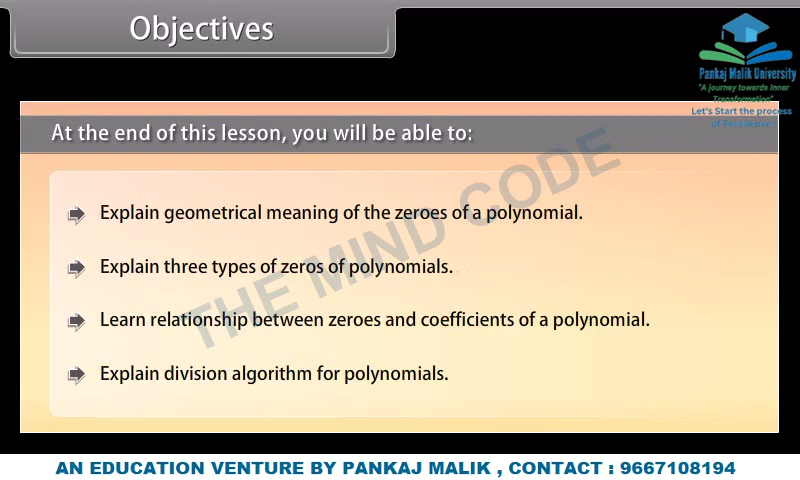 Objectives
Pankaj Malik University
"A journey towards Inner
Transformation"
Let's Start the process
of Excellence
At the end of this lesson, you will be able to:
THE MIND CODE
Explain geometrical meaning of the zeroes of a polynomial.
Explain three types of zeros of polynomials.
Learn relationship between zeroes and coefficients of a polynomial.
Explain division algorithm for polynomials.
AN EDUCATION VENTURE BY PANKAJ MALIK , CONTACT : 9667108194